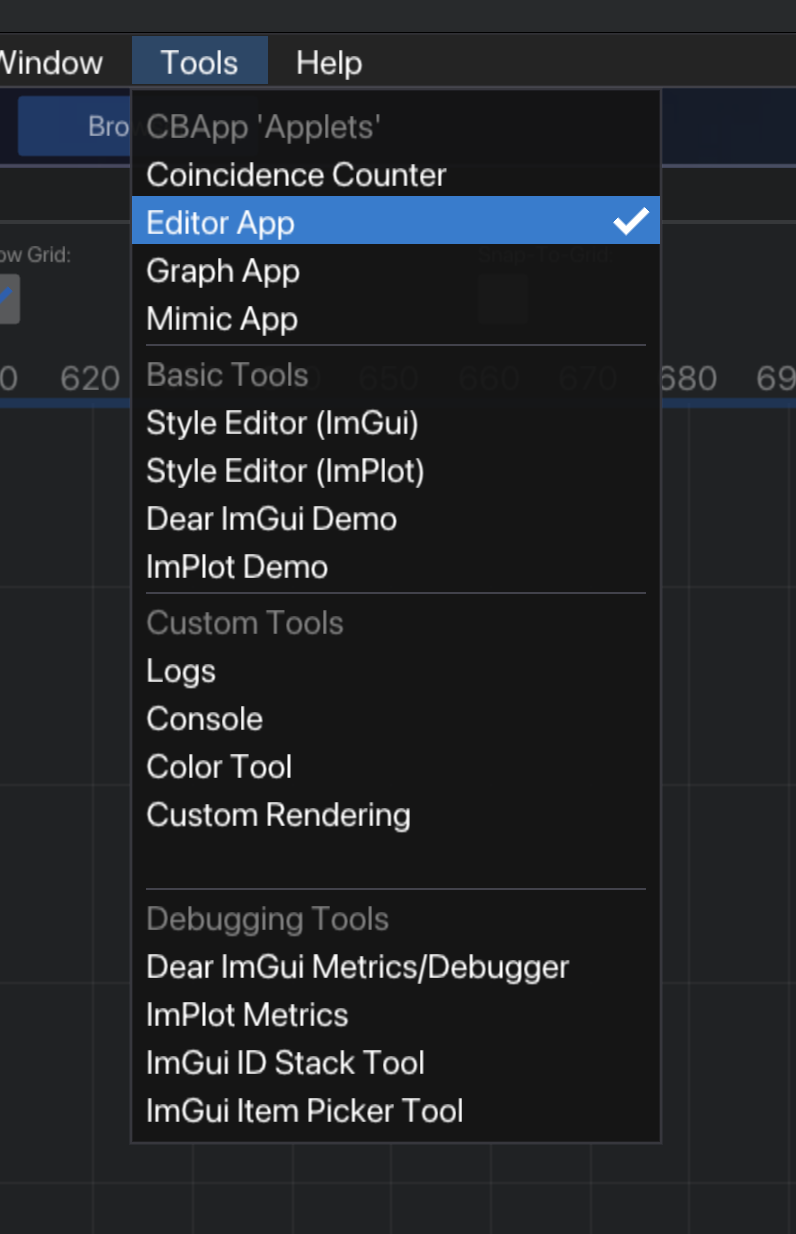 Window Tools Help
Bro
CBApp 'Applets'
Coincidence Counter
Editor App
ow Grid:
Snap-To-Grid
Graph App
Mimic App
0 620 650 660 670 680 69
Basic Tools
Style Editor (ImGui)
Style Editor (ImPlot)
Dear ImGui Demo
ImPlot Demo
Custom Tools
Logs
Console
Color Tool
Custom Rendering
Debugging Tools
Dear ImGui Metrics/Debugger
ImPlot Metrics
ImGui ID Stack Tool
ImGui Item Picker Tool